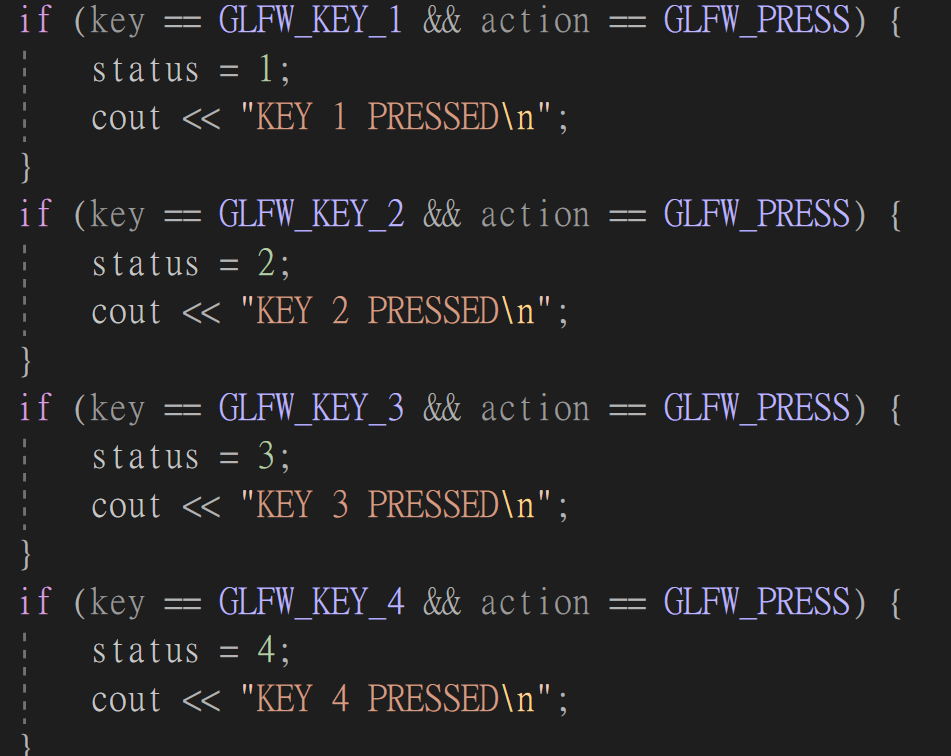 if (key == GLFW_KEY_1 && action == GLFW_PRESS) {
    status = 1;
    cout << "KEY 1 PRESSED\n";
}
if (key == GLFW_KEY_2 && action == GLFW_PRESS) {
    status = 2;
    cout << "KEY 2 PRESSED\n";
}
if (key == GLFW_KEY_3 && action == GLFW_PRESS) {
    status = 3;
    cout << "KEY 3 PRESSED\n";
}
if (key == GLFW_KEY_4 && action == GLFW_PRESS) {
    status = 4;
    cout << "KEY 4 PRESSED\n";
}